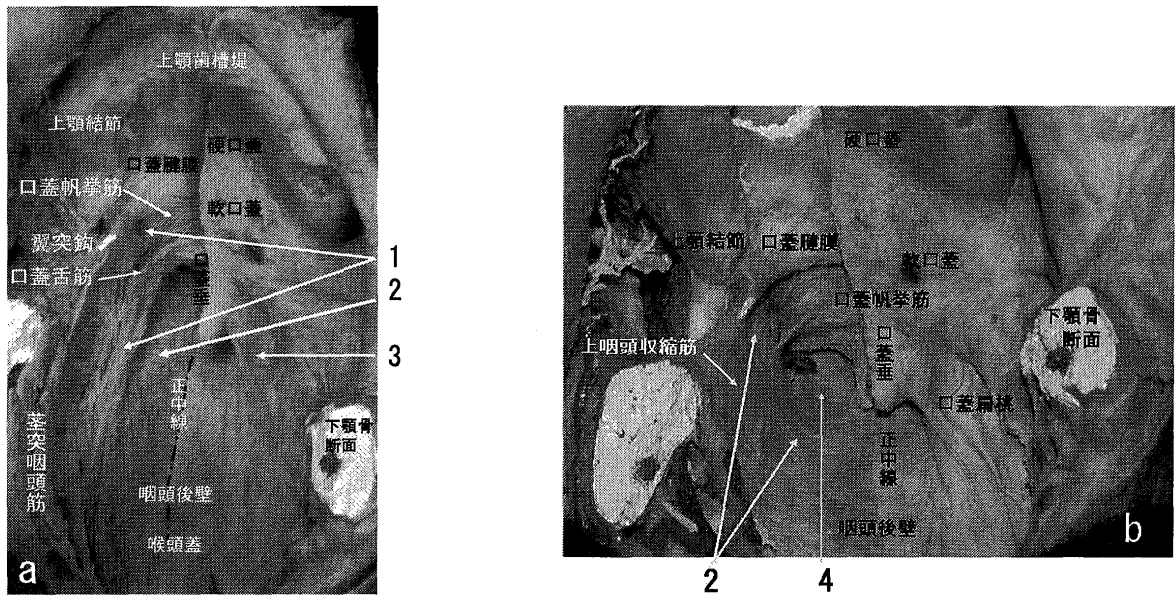 上顎歯槽堤
上顎結節
硬口蓋
口蓋腱膜
口蓋帆挙筋
軟口蓋
翼突鈎
口蓋舌筋
口蓋垂
1
2
3
正中線
茎突咽頭筋
下顎骨
断面
咽頭後壁
喉頭蓋
a
硬口蓋
上顎結節
口蓋腱膜
軟口蓋
口蓋帆挙筋
下顎骨
断面
上咽頭収縮筋
口蓋垂
口蓋扁桃
正中線
咽頭後壁
b
2
4